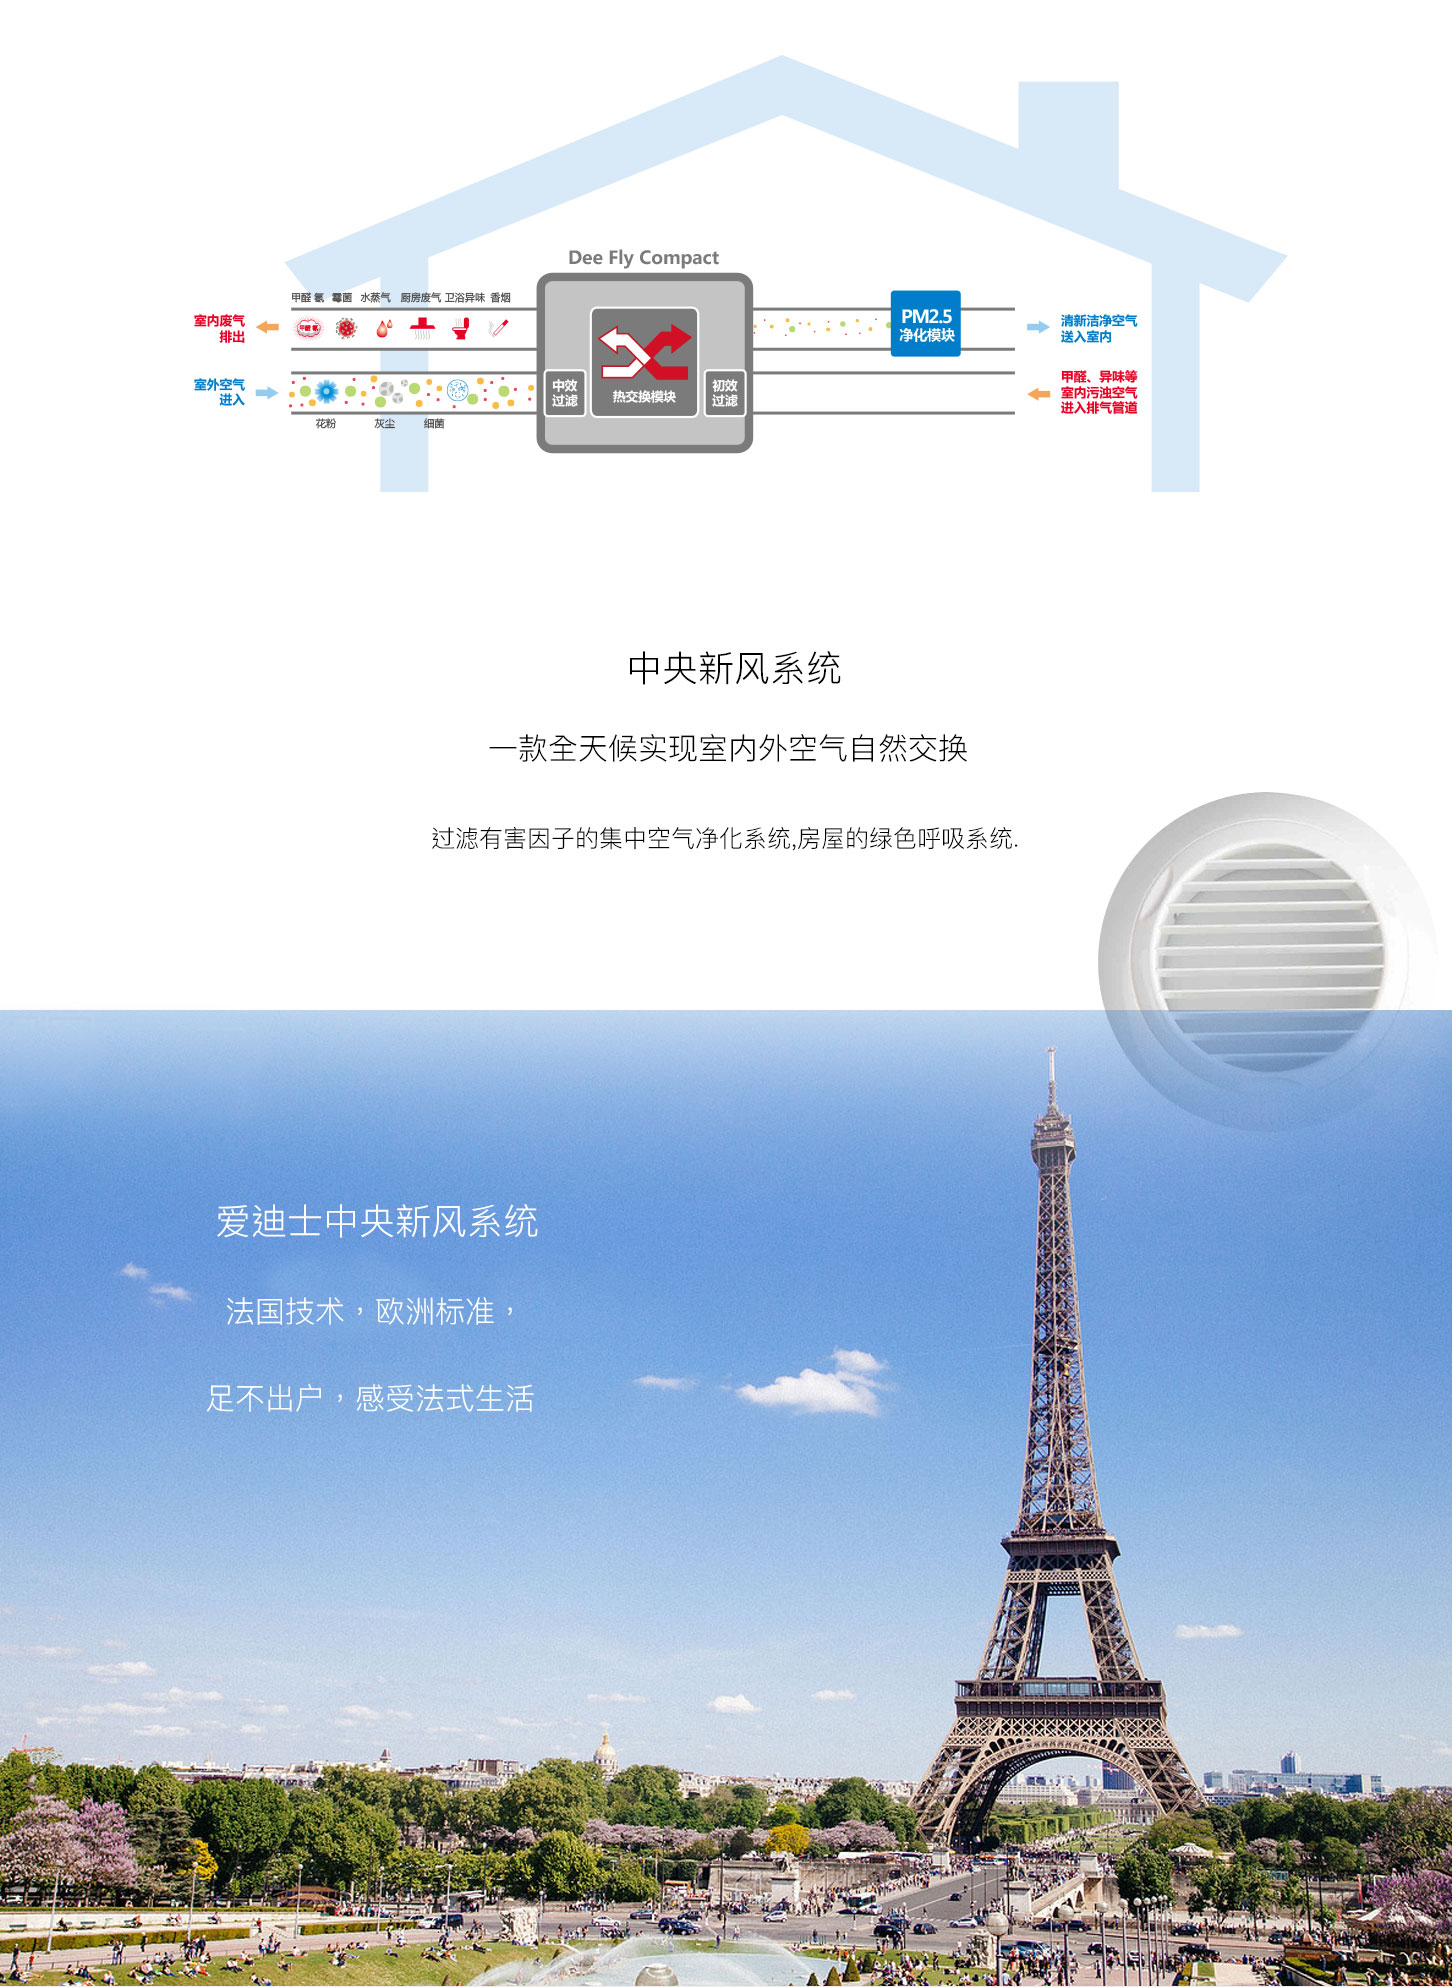 Dee Fly Compact
甲醛 氨 霉菌 水蒸气 厨房废气 卫浴异味 香烟
室内废气
排出
甲醛 氨
PM2.5
净化模块
清新洁净空气
送入室内
室外空气
进入
中效
过滤
热交换模块
初效
过滤
甲醛、异味等
室内污浊空气
进入排气管道
花粉 灰尘 细菌
中央新风系统
一款全天候实现室内外空气自然交换
过滤有害因子的集中空气净化系统,房屋的绿色呼吸系统.
爱迪士中央新风系统
法国技术，欧洲标准，
足不出户，感受法式生活